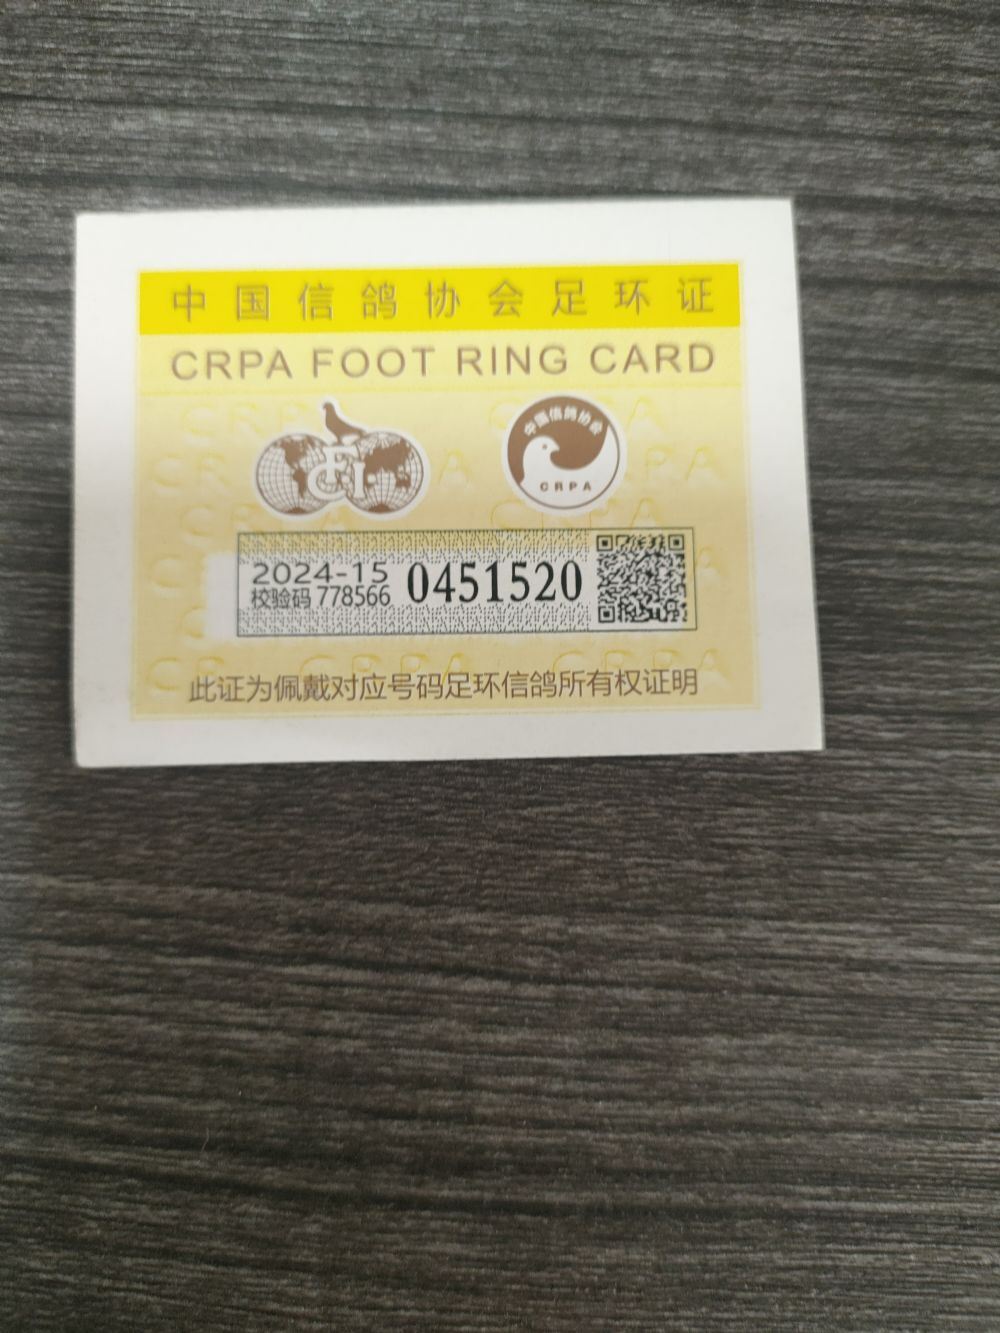 中国信鸽协会足环证
CRPA FOOT RING CARD
CFI
中国信鸽协会
CRPA
2024-15
校验码 778566
0451520
此证为佩戴对应号码足环信鸽所有权证明